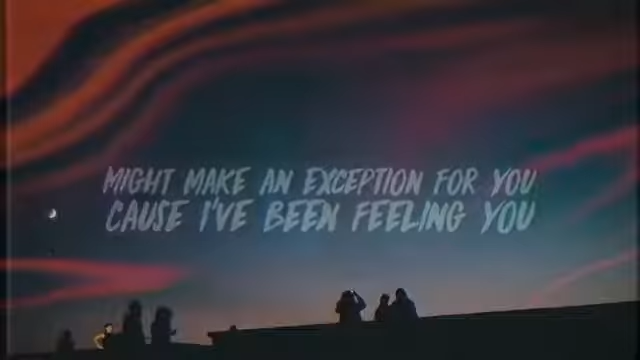 MIGHT MAKE AN EXCEPTION FOR YOU
CAUSE I'VE BEEN FEELING YOU